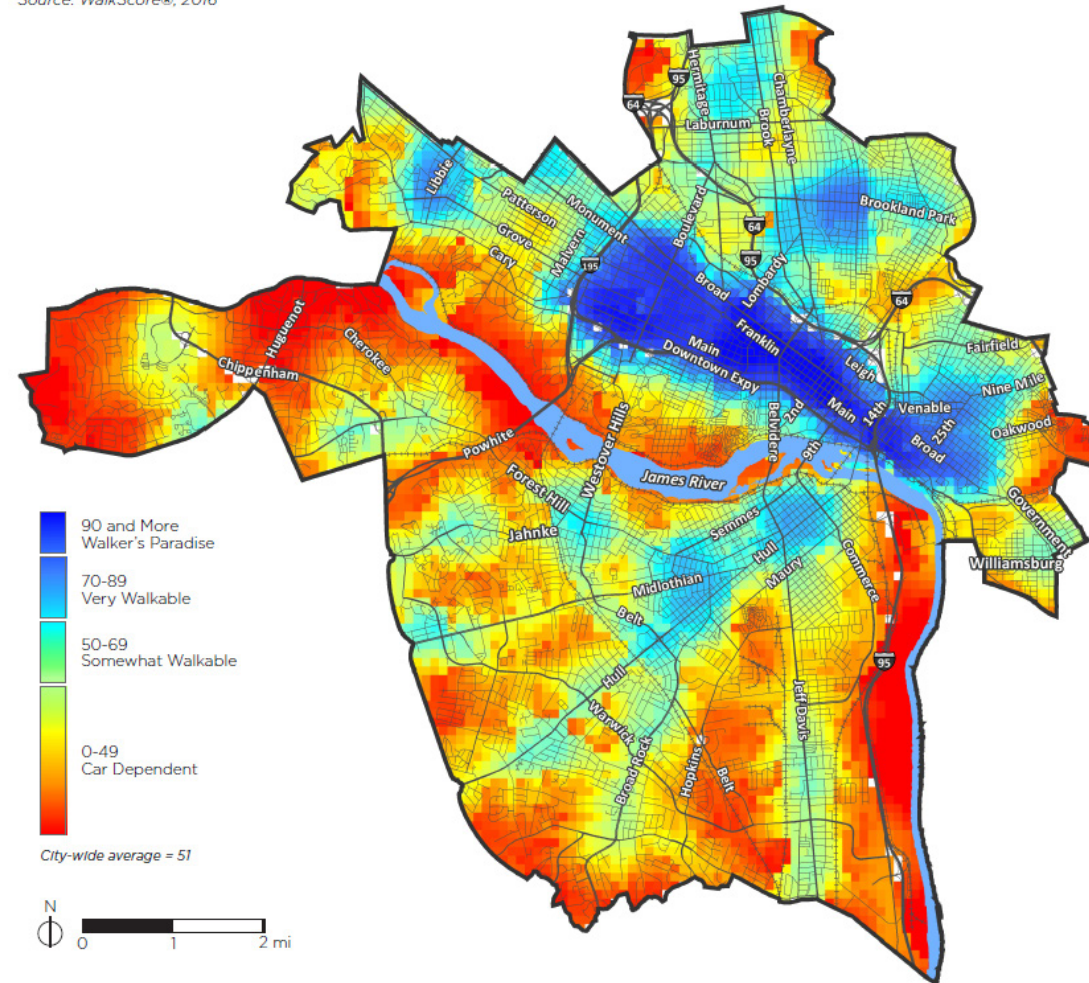 Source: WalkScore®, 2016
95
64
Hermitage
Chamberlayne
Brook
Laburnum
Libbie
Patterson
Monument
Boulevard
Brookland Park
Grove
Malvern
Cary
64
95
195
Broad
Lombardy
64
Huguenot
Cherokee
Chippenham
Franklin
Main
Downtown Expy
Leigh
Fairfield
Nine Mile
Main
14th
Venable
25th
Oakwood
Broad
Belvidere
2nd
9th
Westover Hills
Powhite
James River
Forest Hill
Government
Semmes
Jahnke
Hull
Maury
Commerce
Williamsburg
Midlothian
Belt
95
Hull
Jeff Davis
Warwick
Broad Rock
Hopkins
Belt
90 and More
Walker's Paradise
70-89
Very Walkable
50-69
Somewhat Walkable
0-49
Car Dependent
City-wide average = 51
N
0 1 2 mi